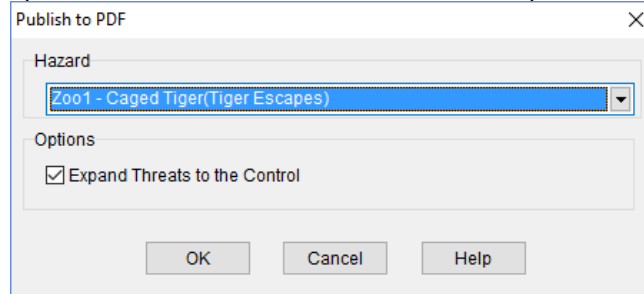 Publish to PDF
Hazard
Zoo1 - Caged Tiger(Tiger Escapes)
Options
Expand Threats to the Control
OK Cancel Help